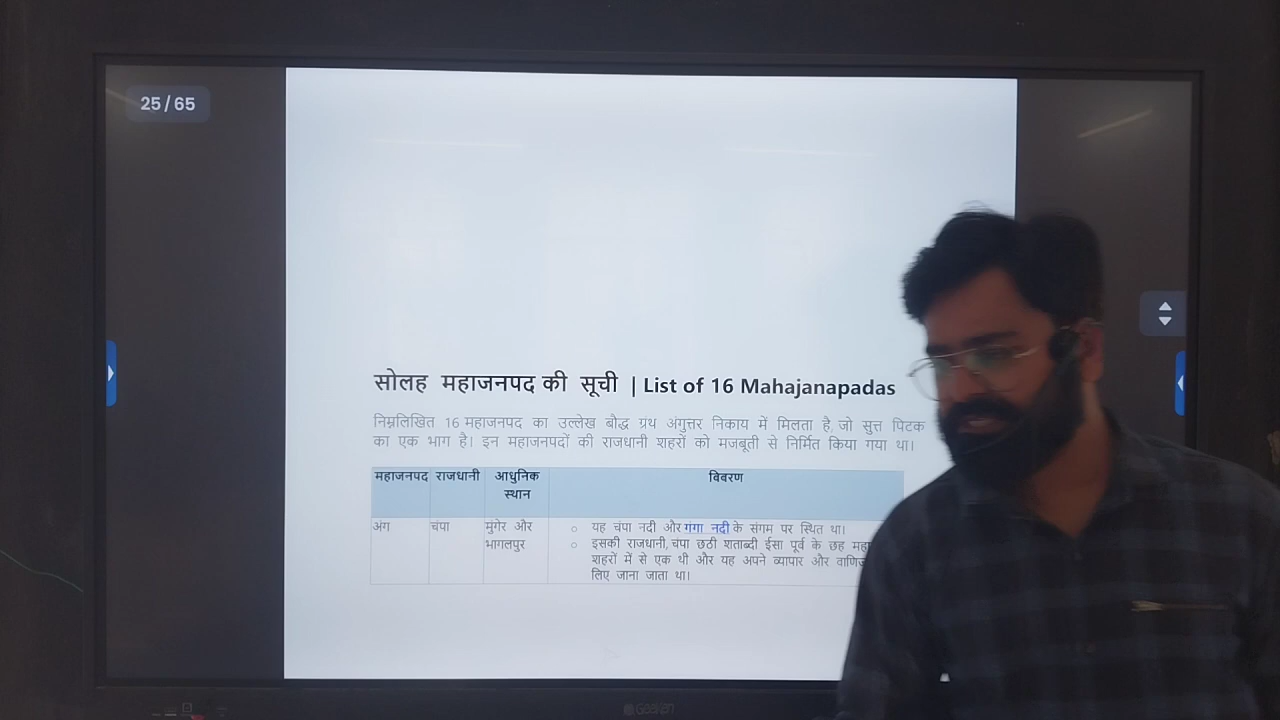 25 / 65
सोलह महाजनपद की सूची | List of 16 Mahajanapadas
निम्नलिखित 16 महाजनपद का उल्लेख बौद्ध ग्रंथ अंगुत्तर निकाय में मिलता है, जो सुत्त पिटक
का एक भाग है। इन महाजनपदों की राजधानी शहरों को मजबूती से निर्मित किया गया था।
महाजनपद राजधानी आधुनिक स्थान विवरण
अंग चंपा मुंगेर और भागलपुर
यह चंपा नदी और गंगा नदी के संगम पर स्थित था।
इसकी राजधानी, चंपा छठी शताब्दी ईसा पूर्व के छह
शहरों में से एक थी और यह अपने व्यापार और
लिए जाना जाता था।